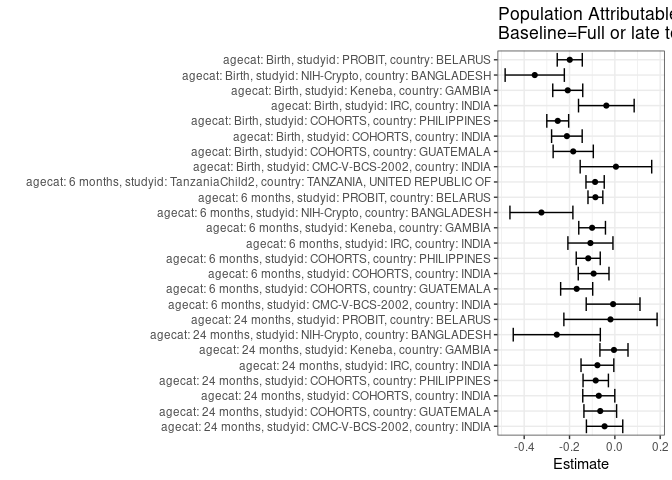 Population Attributable
Baseline=Full or late t
agecat: Birth, studyid: PROBIT, country: BELARUS
agecat: Birth, studyid: NIH-Crypto, country: BANGLADESH
agecat: Birth, studyid: Keneba, country: GAMBIA
agecat: Birth, studyid: IRC, country: INDIA
agecat: Birth, studyid: COHORTS, country: PHILIPPINES
agecat: Birth, studyid: COHORTS, country: INDIA
agecat: Birth, studyid: COHORTS, country: GUATEMALA
agecat: Birth, studyid: CMC-V-BCS-2002, country: INDIA
agecat: 6 months, studyid: TanzaniaChild2, country: TANZANIA, UNITED REPUBLIC OF
agecat: 6 months, studyid: PROBIT, country: BELARUS
agecat: 6 months, studyid: NIH-Crypto, country: BANGLADESH
agecat: 6 months, studyid: Keneba, country: GAMBIA
agecat: 6 months, studyid: IRC, country: INDIA
agecat: 6 months, studyid: COHORTS, country: PHILIPPINES
agecat: 6 months, studyid: COHORTS, country: INDIA
agecat: 6 months, studyid: COHORTS, country: GUATEMALA
agecat: 6 months, studyid: CMC-V-BCS-2002, country: INDIA
agecat: 24 months, studyid: PROBIT, country: BELARUS
agecat: 24 months, studyid: NIH-Crypto, country: BANGLADESH
agecat: 24 months, studyid: Keneba, country: GAMBIA
agecat: 24 months, studyid: IRC, country: INDIA
agecat: 24 months, studyid: COHORTS, country: PHILIPPINES
agecat: 24 months, studyid: COHORTS, country: INDIA
agecat: 24 months, studyid: COHORTS, country: GUATEMALA
agecat: 24 months, studyid: CMC-V-BCS-2002, country: INDIA
-0.4 -0.2 0.0 0.2
Estimate